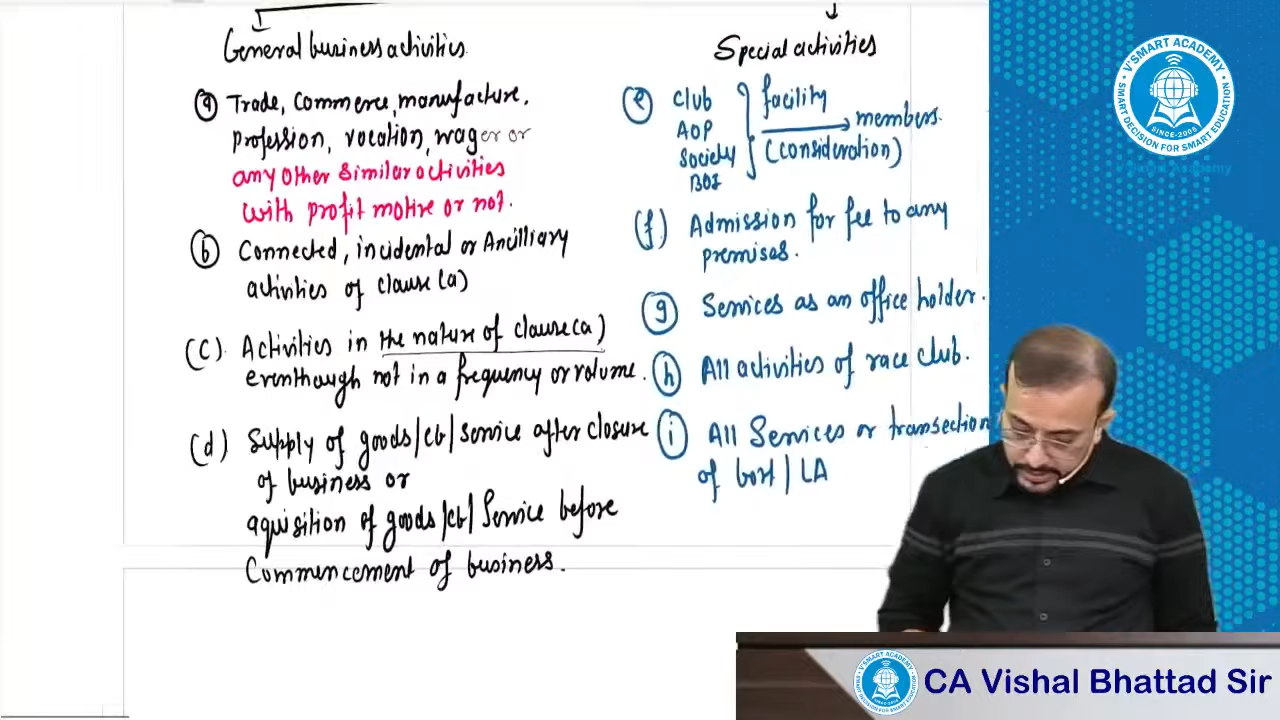 General business activities
(a) Trade, Commerce, manufacture,
profession, vocation, wager or
any other similar activities
with profit motive or not.
(b) Connected, incidental or Ancilliary
activities of clause (a)
(C). Activities in the nature of clause (a)
eventhough not in a frequency or volume.
(d) Supply of goods/CG/service after closure
of business or
aquisition of goods/CG/Service before
Commencement of business.
Special activities
(e) Club
AOP
Society
BOI
facility
(consideration)
members.
(f) Admission for fee to any
premises.
(g) Services as an office holder.
(h) All activities of race club.
(i) All Services or transection
of Govt / LA
V'SMART ACADEMY
SINCE-2005
SMART DECISION FOR SMART EDUCATION
CA Vishal Bhattad Sir